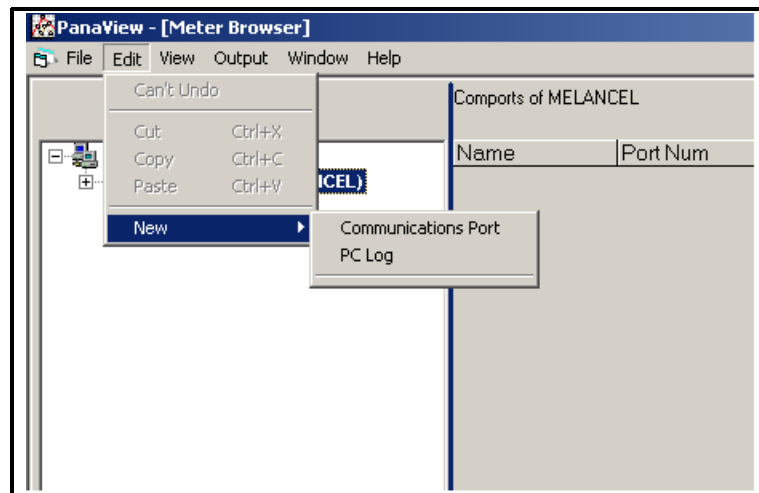 PanaView - [Meter Browser]
File Edit View Output Window Help
Can't Undo
Cut Ctrl+X
Copy Ctrl+C
Paste Ctrl+V
New
Communications Port
PC Log
ICEL)
Comports of MELANCEL
Name Port Num